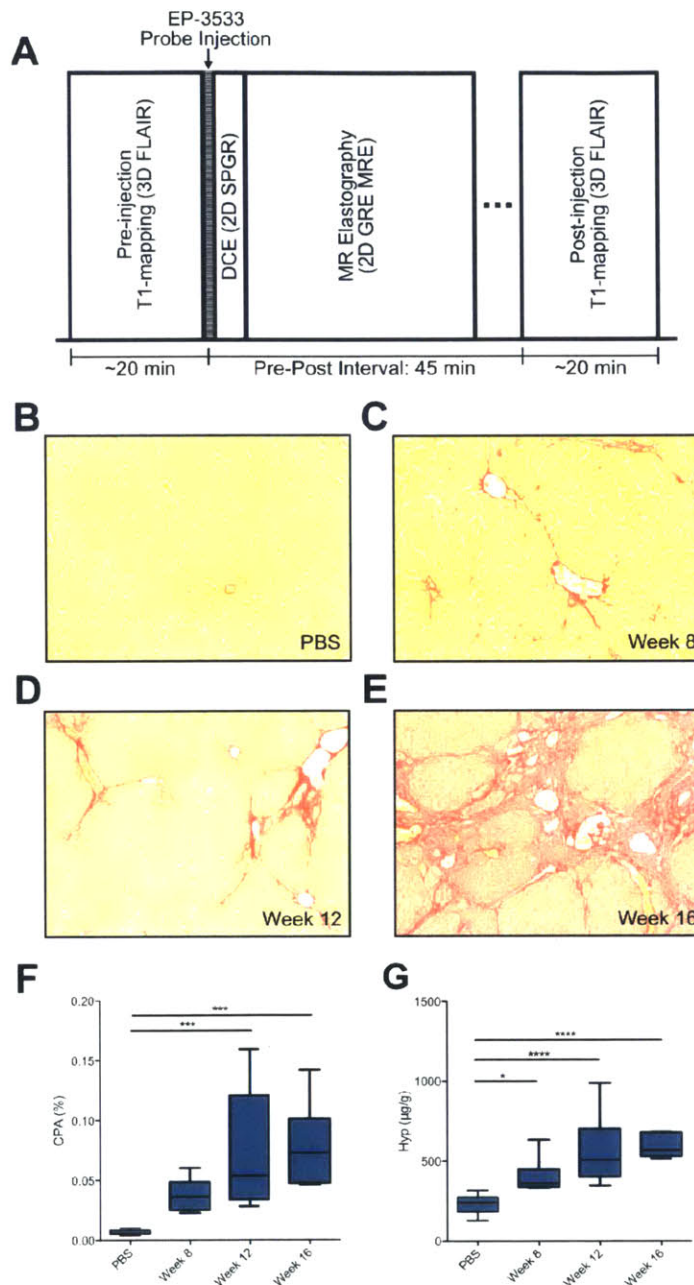 A
EP-3533
Probe Injection
Pre-injection
T1-mapping (3D FLAIR)
DCE (2D SPGR)
MR Elastography
(2D GRE MRE)
...
Post-injection
T1-mapping (3D FLAIR)
~20 min
Pre-Post Interval: 45 min
~20 min
B
PBS
C
Week 8
D
Week 12
E
Week 16
F
CPA (%)
0.20
0.15
0.10
0.05
0.00
***
***
PBS
Week 8
Week 12
Week 16
G
Hyp (µg/g)
1500
1000
500
0
****
****
*
PBS
Week 8
Week 12
Week 16